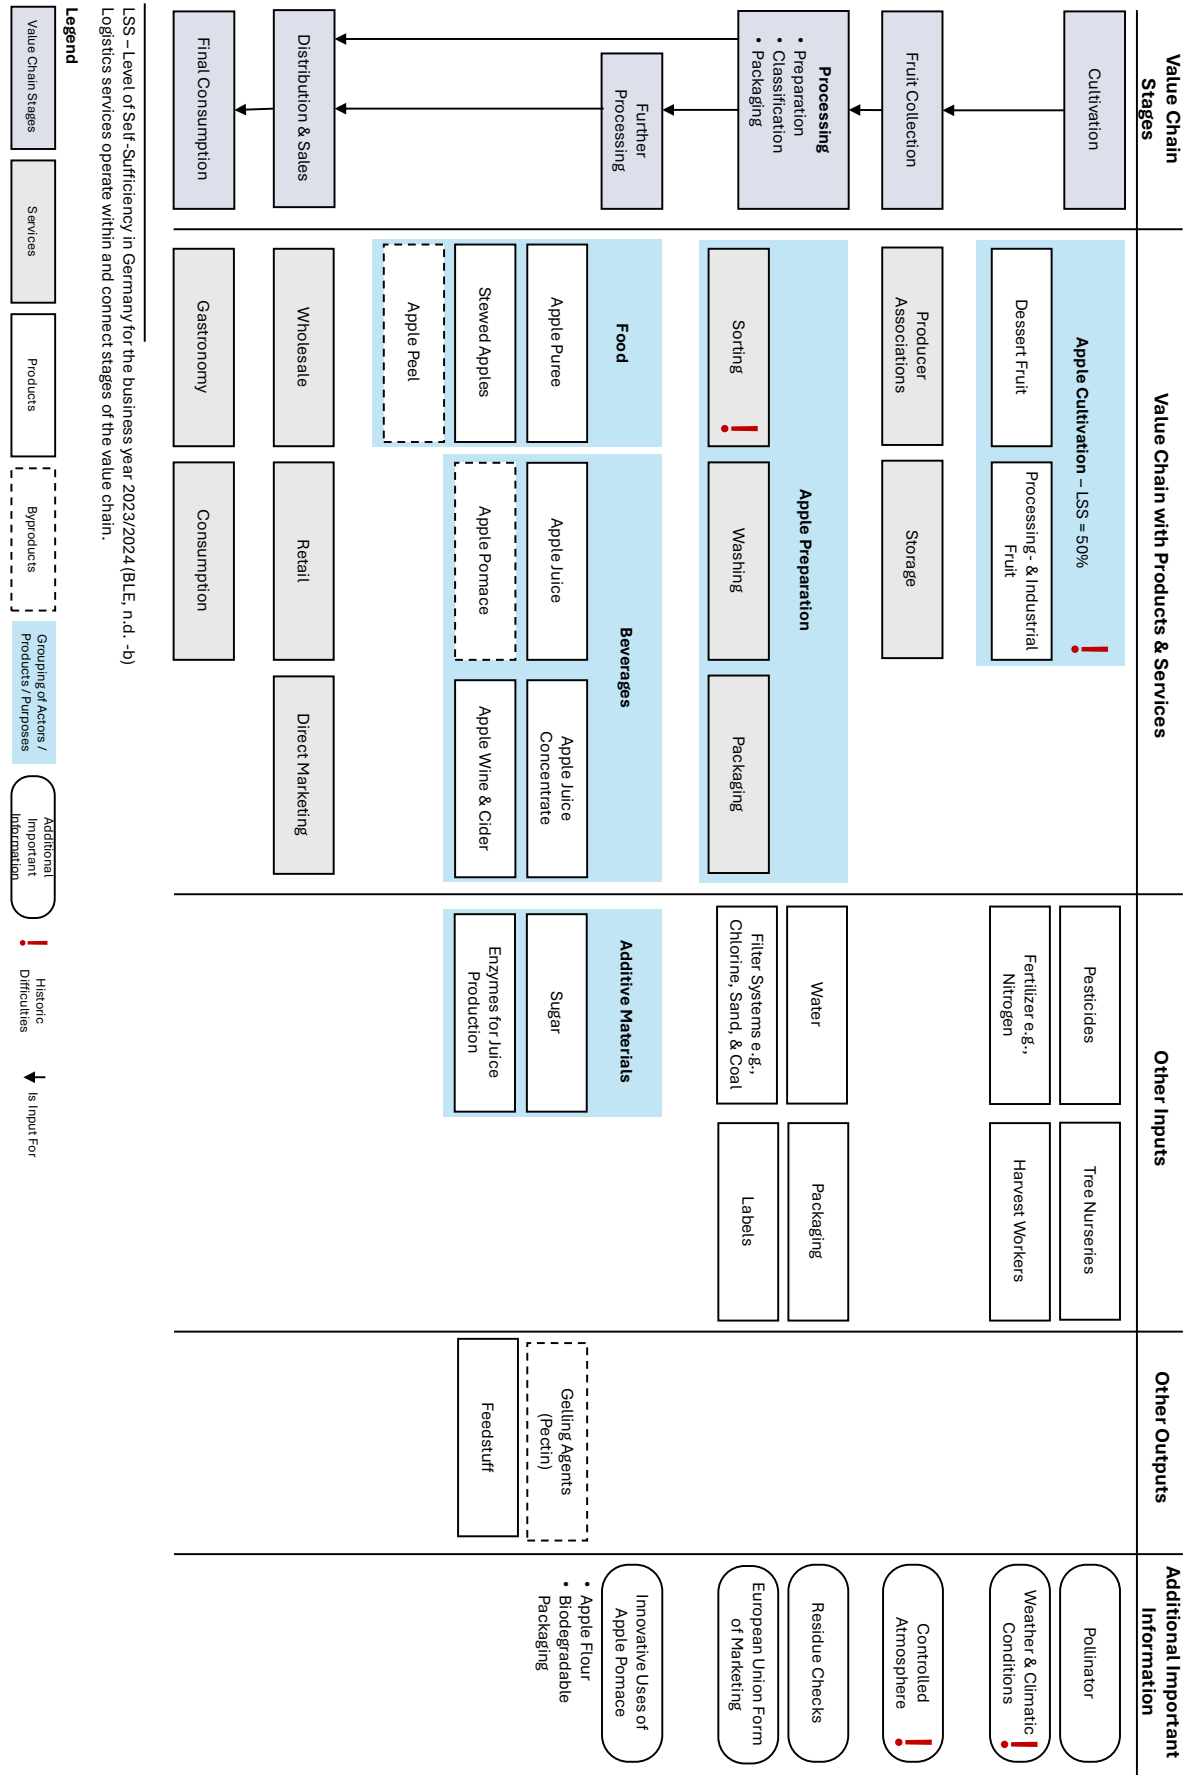 Value Chain
Stages
Value Chain with Products & Services
Other Inputs
Other Outputs
Additional Important
Information
Cultivation
Apple Cultivation – LSS = 50%
!
Dessert Fruit
Processing- & Industrial
Fruit
Pesticides
Tree Nurseries
Fertilizer e.g.,
Nitrogen
Harvest Workers
Pollinator
Weather & Climatic
Conditions
!
Fruit Collection
Producer
Associations
Storage
Controlled
Atmosphere
!
Processing
• Preparation
• Classification
• Packaging
Apple Preparation
Sorting
!
Washing
Packaging
Water
Packaging
Filter Systems e.g.,
Chlorine, Sand, & Coal
Labels
Residue Checks
European Union Form
of Marketing
Further
Processing
Food
Apple Puree
Stewed Apples
Apple Peel
Beverages
Apple Juice
Apple Juice
Concentrate
Apple Pomace
Apple Wine & Cider
Additive Materials
Sugar
Enzymes for Juice
Production
Gelling Agents
(Pectin)
Feedstuff
Innovative Uses of
Apple Pomace
• Apple Flour
• Biodegradable
Packaging
Distribution & Sales
Wholesale
Retail
Direct Marketing
Final Consumption
Gastronomy
Consumption
LSS – Level of Self-Sufficiency in Germany for the business year 2023/2024 (BLE, n.d. -b)
Logistics services operate within and connect stages of the value chain.
Legend
Value Chain Stages
Services
Products
Byproducts
Grouping of Actors /
Products / Purposes
Additional
Important
Information
!
Historic
Difficulties
Is Input For